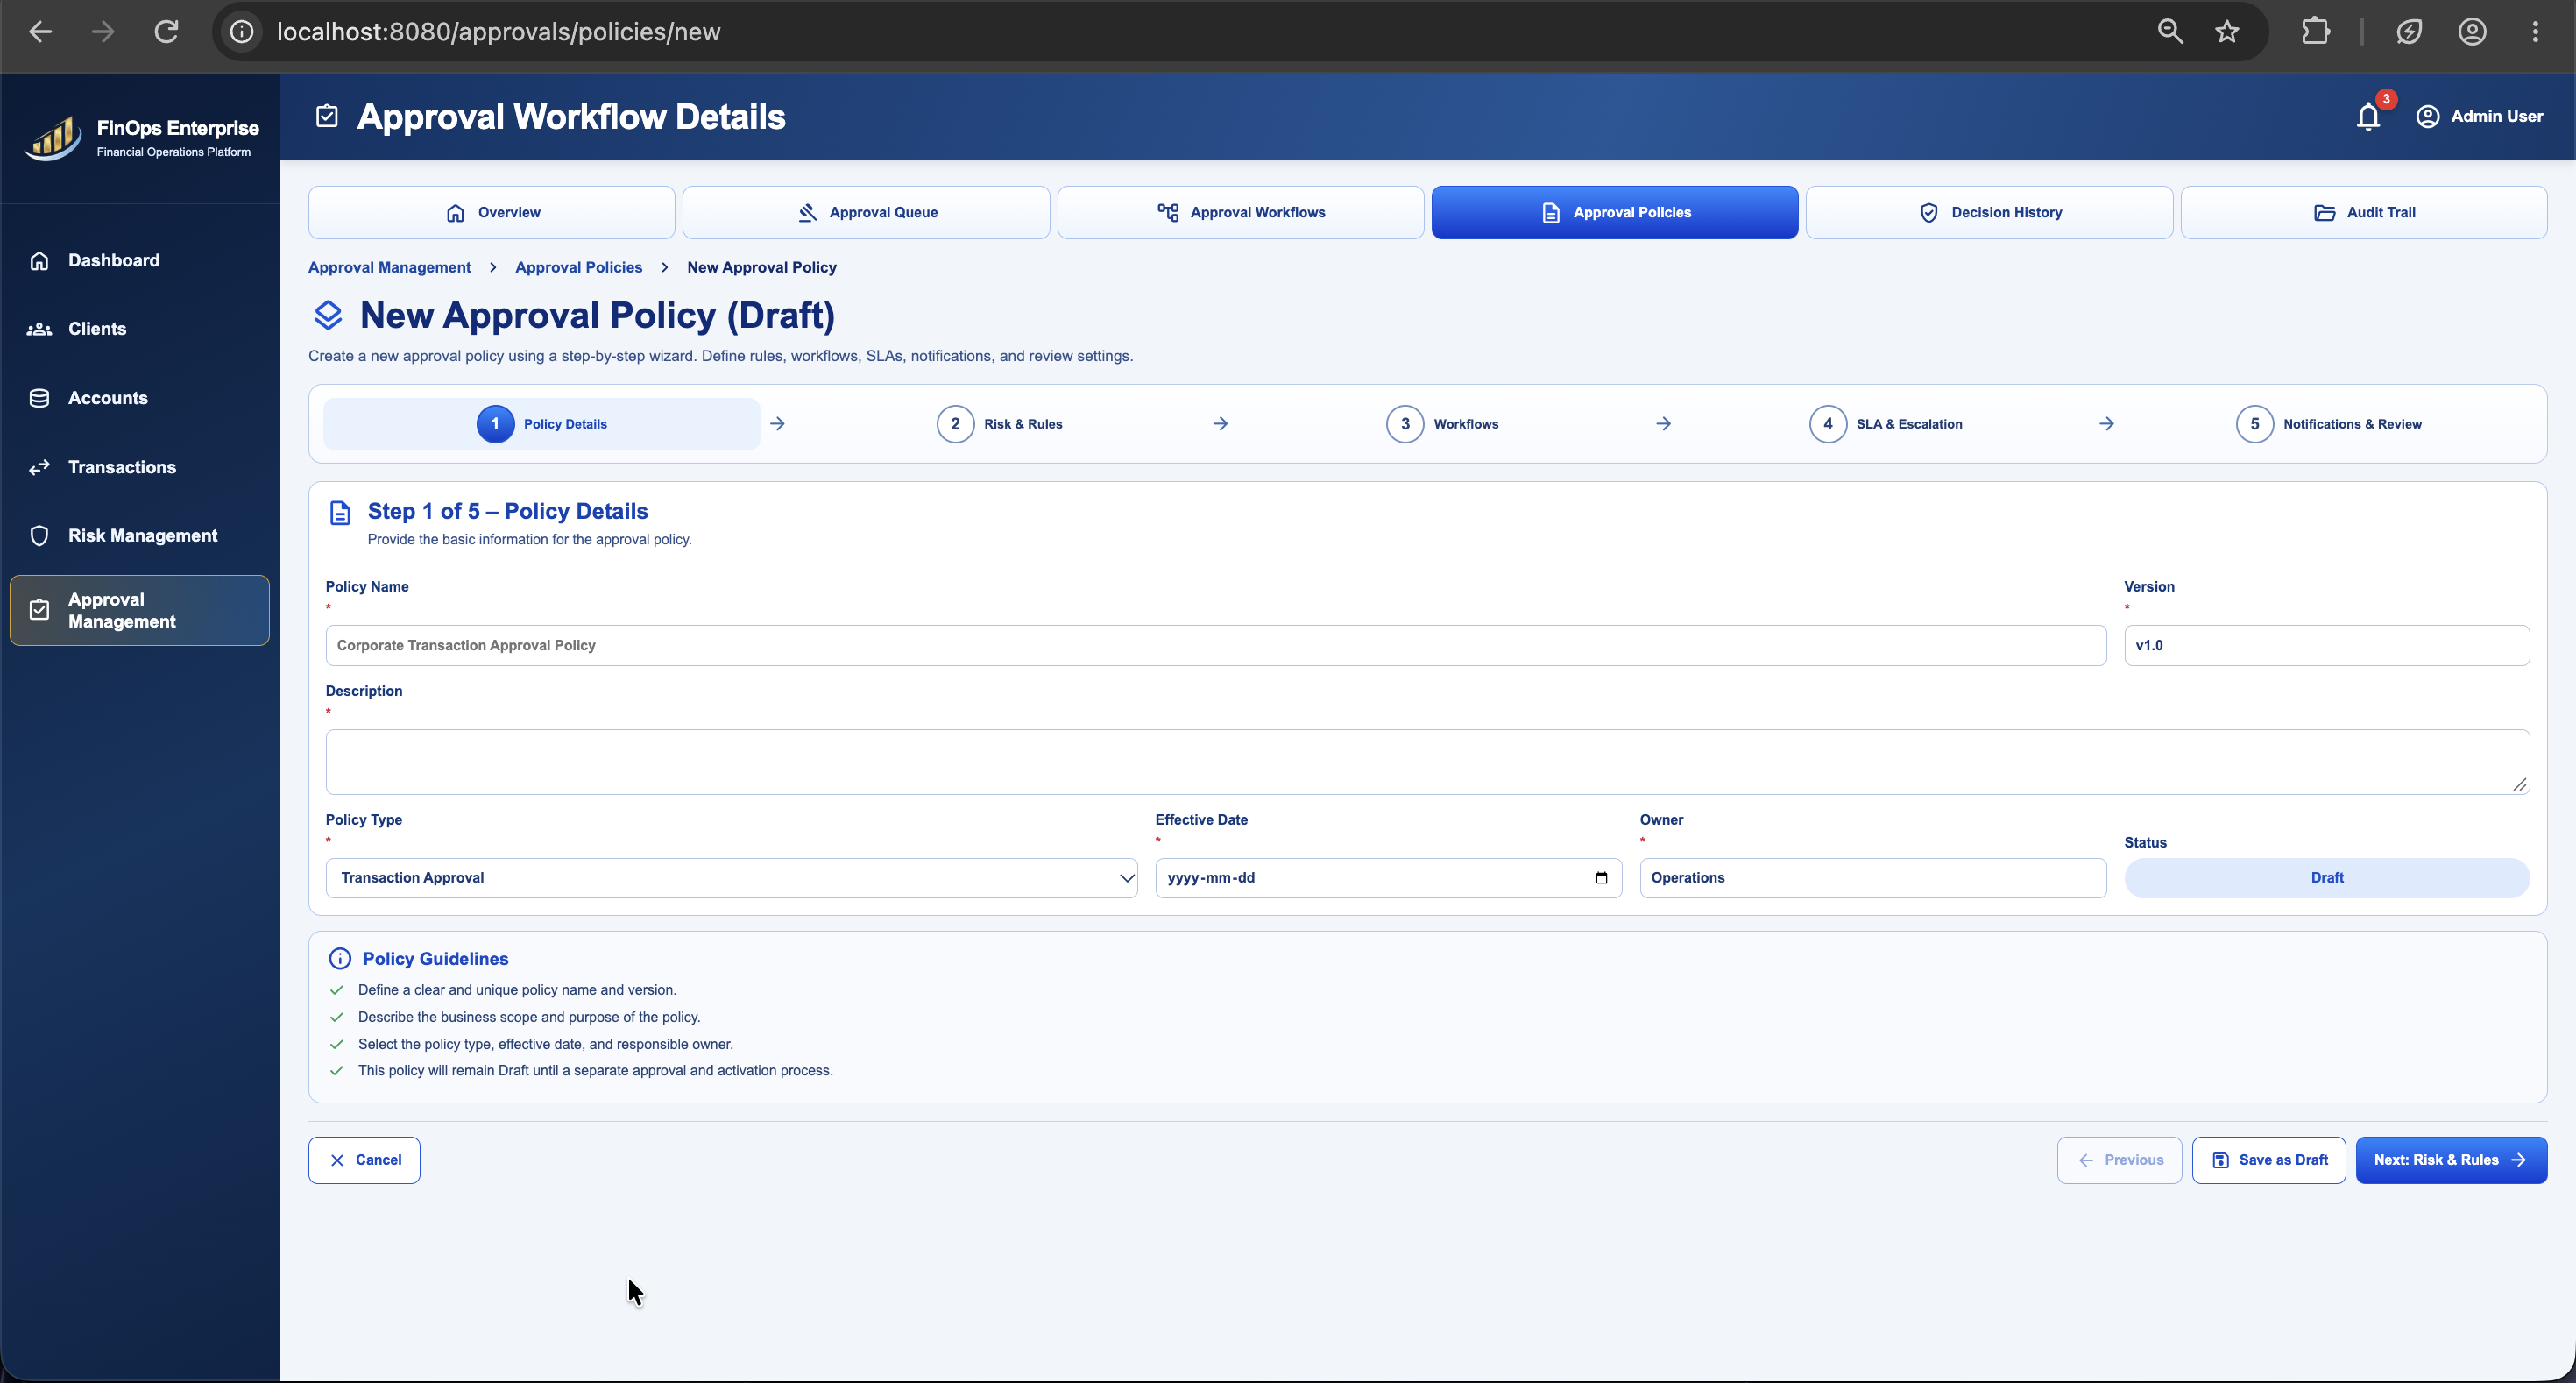 localhost:8080/approvals/policies/new
FinOps Enterprise
Financial Operations Platform
Dashboard
Clients
Accounts
Transactions
Risk Management
Approval
Management
Approval Workflow Details
3
Admin User
Overview
Approval Queue
Approval Workflows
Approval Policies
Decision History
Audit Trail
Approval Management > Approval Policies > New Approval Policy
New Approval Policy (Draft)
Create a new approval policy using a step-by-step wizard. Define rules, workflows, SLAs, notifications, and review settings.
1 Policy Details
2 Risk & Rules
3 Workflows
4 SLA & Escalation
5 Notifications & Review
Step 1 of 5 – Policy Details
Provide the basic information for the approval policy.
Policy Name
*
Corporate Transaction Approval Policy
Version
*
v1.0
Description
*
Policy Type
*
Transaction Approval
Effective Date
*
yyyy-mm-dd
Owner
*
Operations
Status
Draft
Policy Guidelines
Define a clear and unique policy name and version.
Describe the business scope and purpose of the policy.
Select the policy type, effective date, and responsible owner.
This policy will remain Draft until a separate approval and activation process.
Cancel
Previous
Save as Draft
Next: Risk & Rules